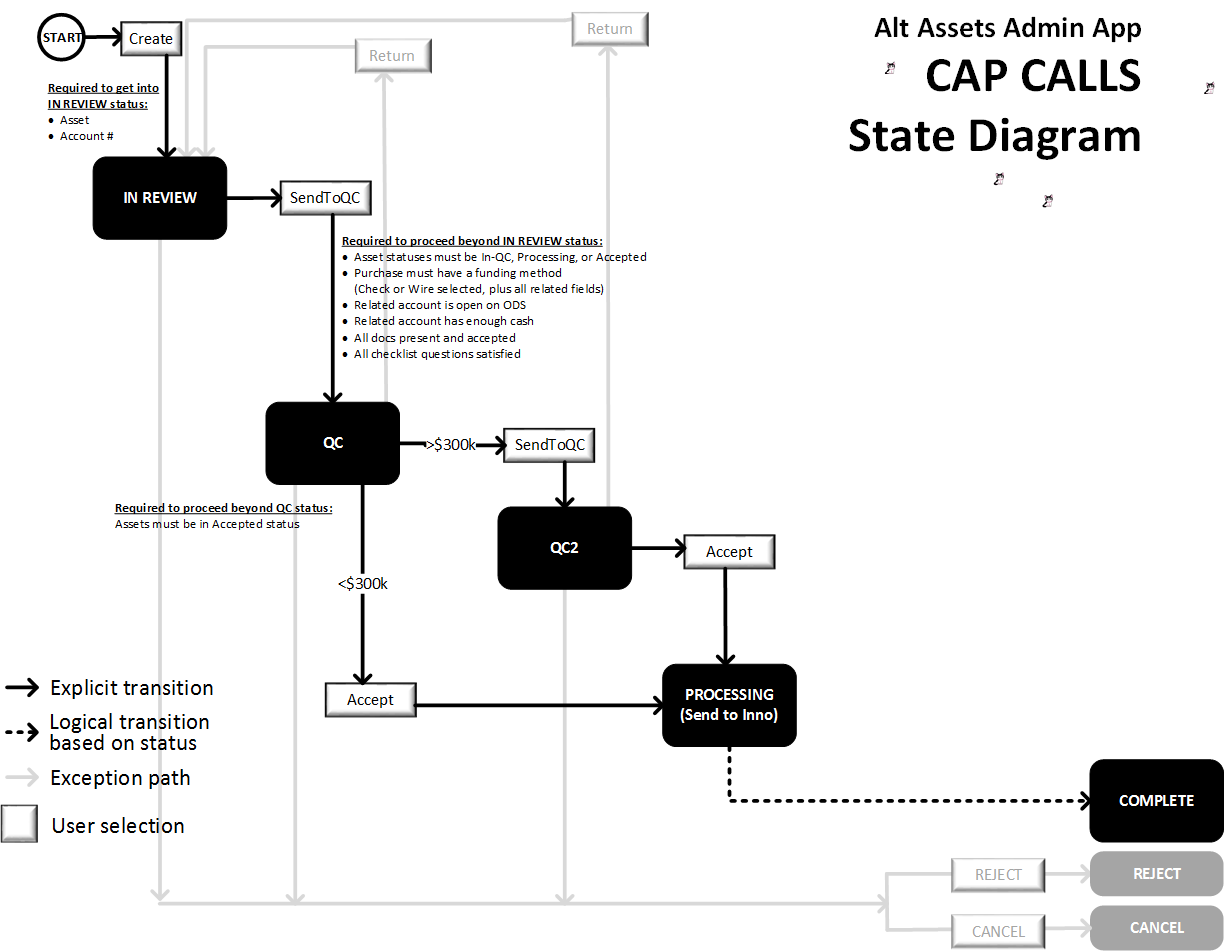 Alt Assets Admin App
CAP CALLS
State Diagram
START
Create
Return
Return
Required to get into
IN REVIEW status:
• Asset
• Account #
IN REVIEW
SendToQC
Required to proceed beyond IN REVIEW status:
• Asset statuses must be In-QC, Processing, or Accepted
• Purchase must have a funding method
(Check or Wire selected, plus all related fields)
• Related account is open on ODS
• Related account has enough cash
• All docs present and accepted
• All checklist questions satisfied
QC
>$300k
SendToQC
Required to proceed beyond QC status:
Assets must be in Accepted status
QC2
Accept
<$300k
Accept
PROCESSING
(Send to Inno)
Explicit transition
Logical transition
based on status
Exception path
User selection
COMPLETE
REJECT
REJECT
CANCEL
CANCEL